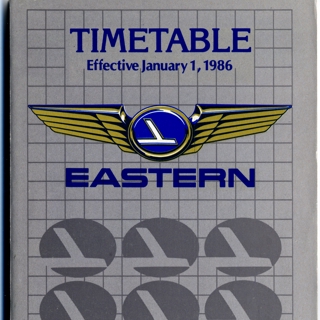 TIMETABLE
Effective January 1, 1986
EASTERN